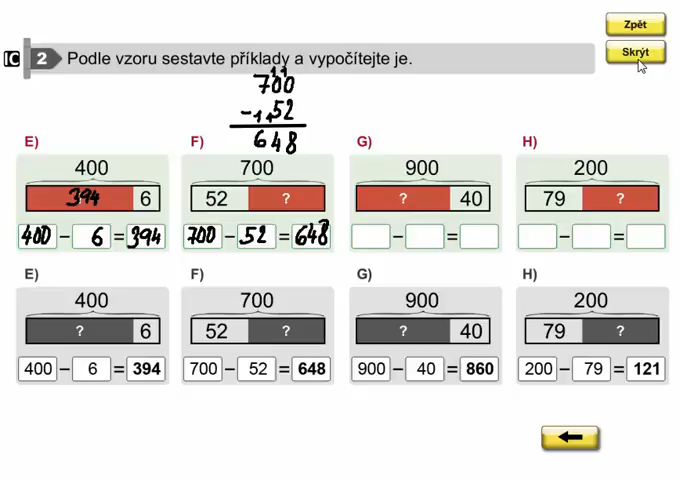 Zpět
Skrýt
2 Podle vzoru sestavte příklady a vypočítejte je.
700
- 52
648
E) F) G) H)
400 700 900 200
394 6 52 ? ? 40 79 ?
400 - 6 = 394 700 - 52 = 648 - = - =
E) F) G) H)
400 700 900 200
? 6 52 ? ? 40 79 ?
400 - 6 = 394 700 - 52 = 648 900 - 40 = 860 200 - 79 = 121